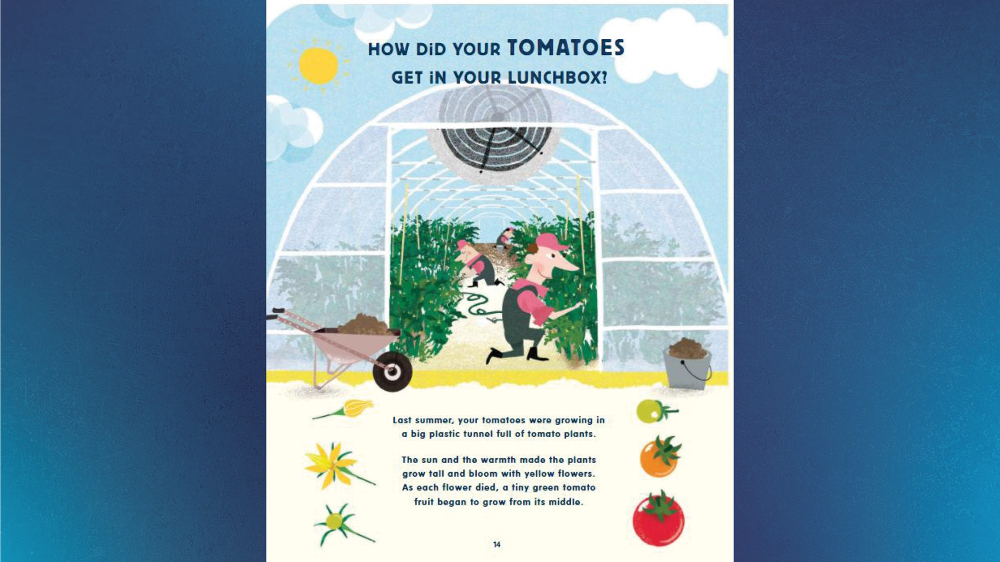 HOW DiD YOUR TOMATOES
GET iN YOUR LUNCHBOX?
Last summer, your tomatoes were growing in
a big plastic tunnel full of tomato plants.
The sun and the warmth made the plants
grow tall and bloom with yellow flowers.
As each flower died, a tiny green tomato
fruit began to grow from its middle.
14